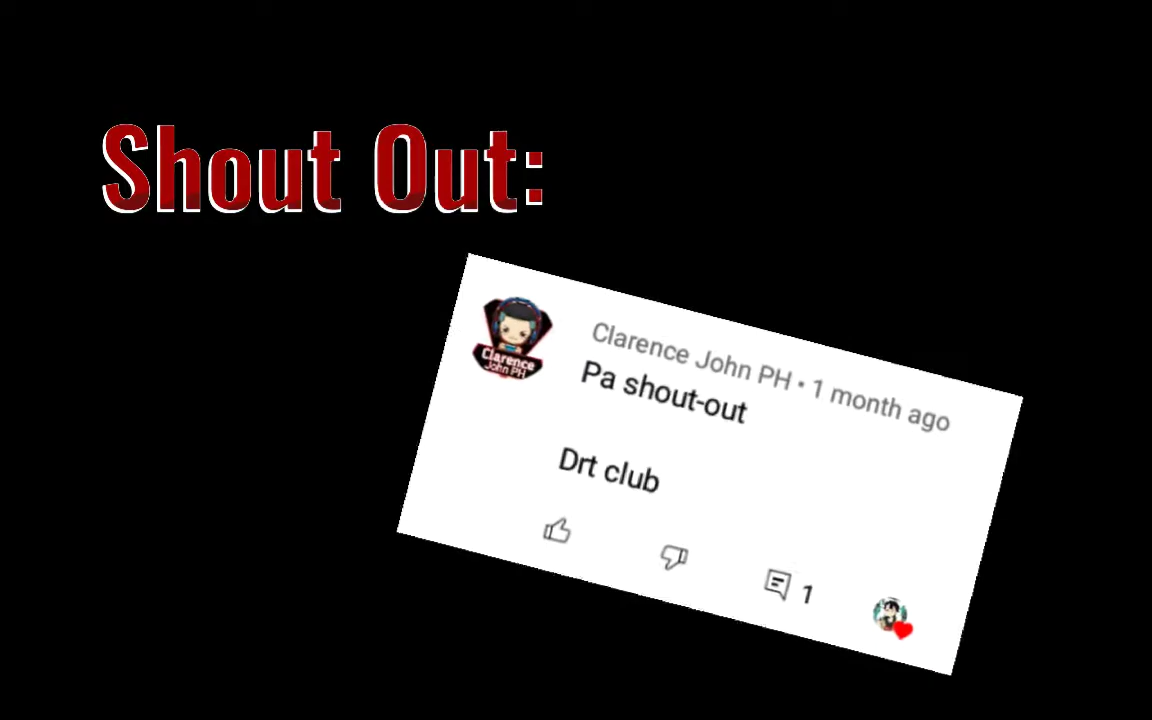 Shout Out:
Clarence John PH • 1 month ago
Clarence
John PH
Pa shout-out
Drt club
1